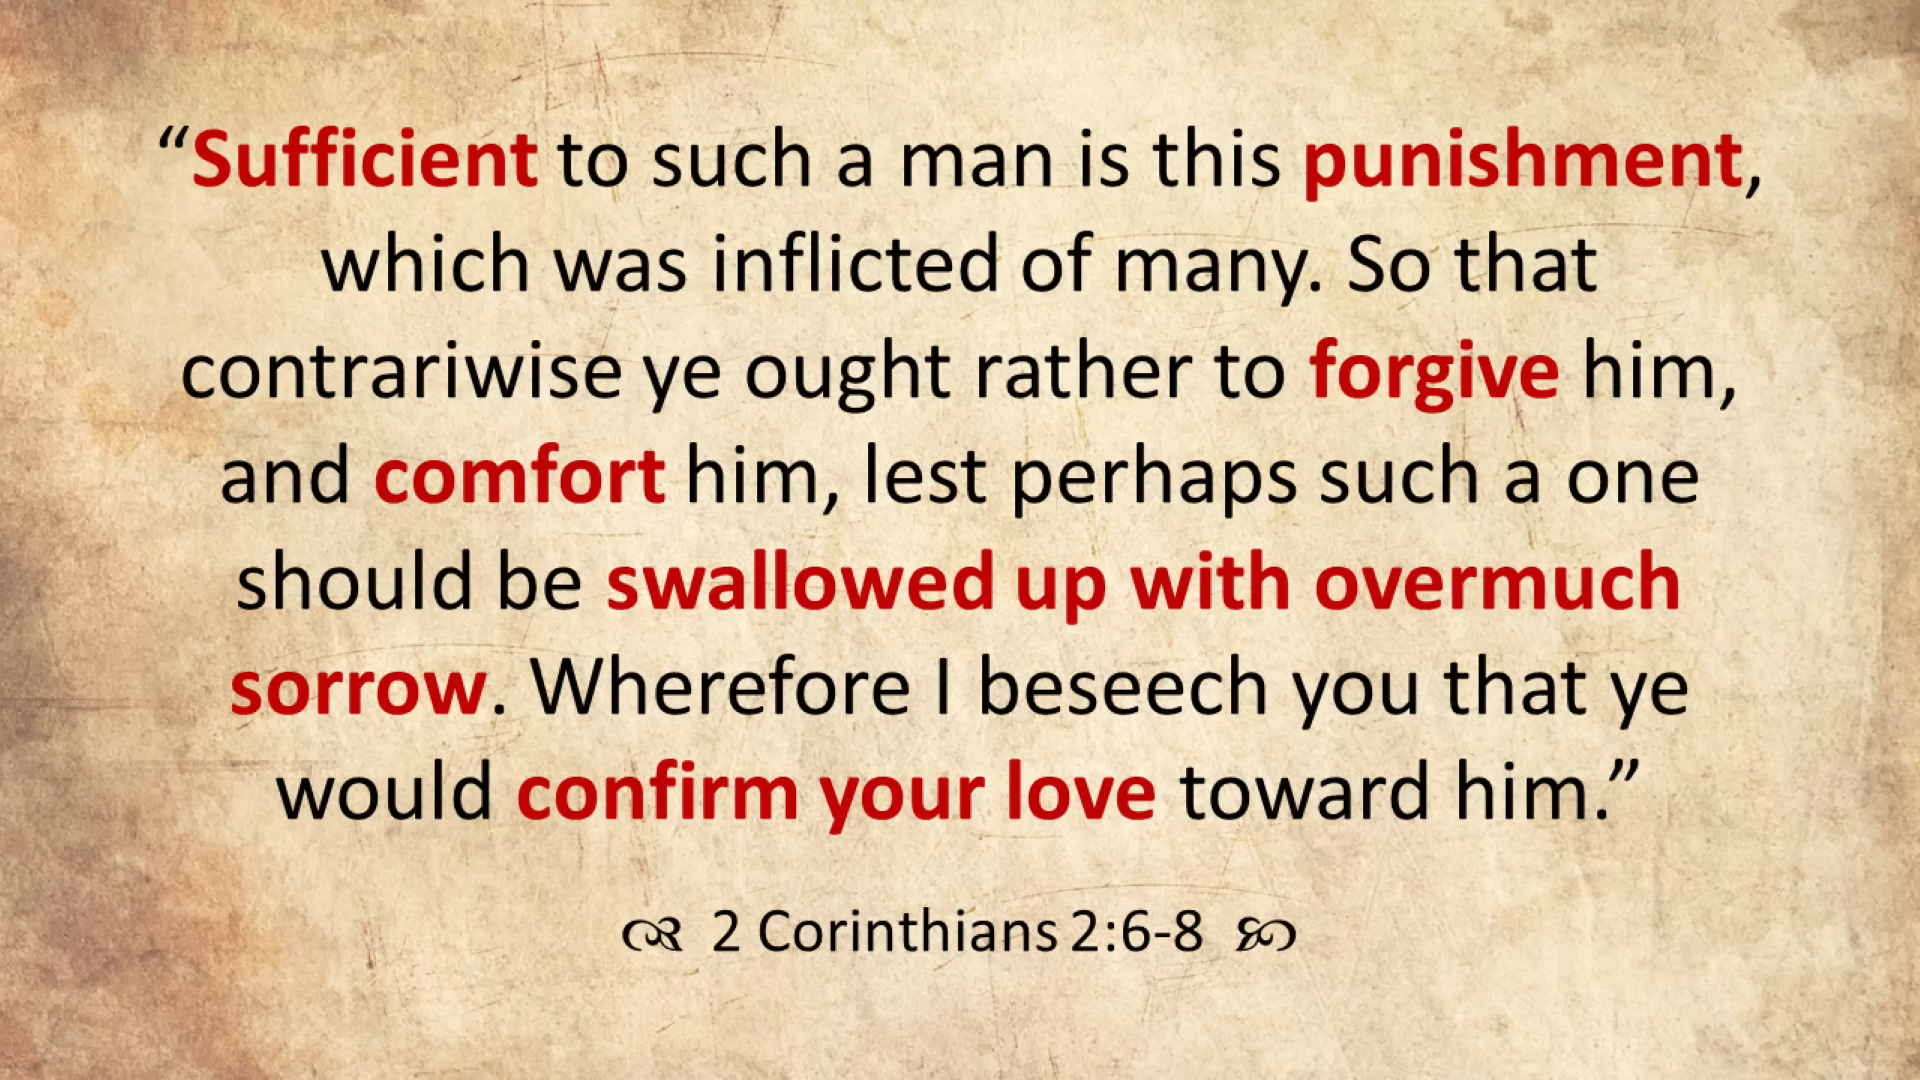 “Sufficient to such a man is this punishment,
which was inflicted of many. So that
contrariwise ye ought rather to forgive him,
and comfort him, lest perhaps such a one
should be swallowed up with overmuch
sorrow. Wherefore I beseech you that ye
would confirm your love toward him.”
2 Corinthians 2:6-8